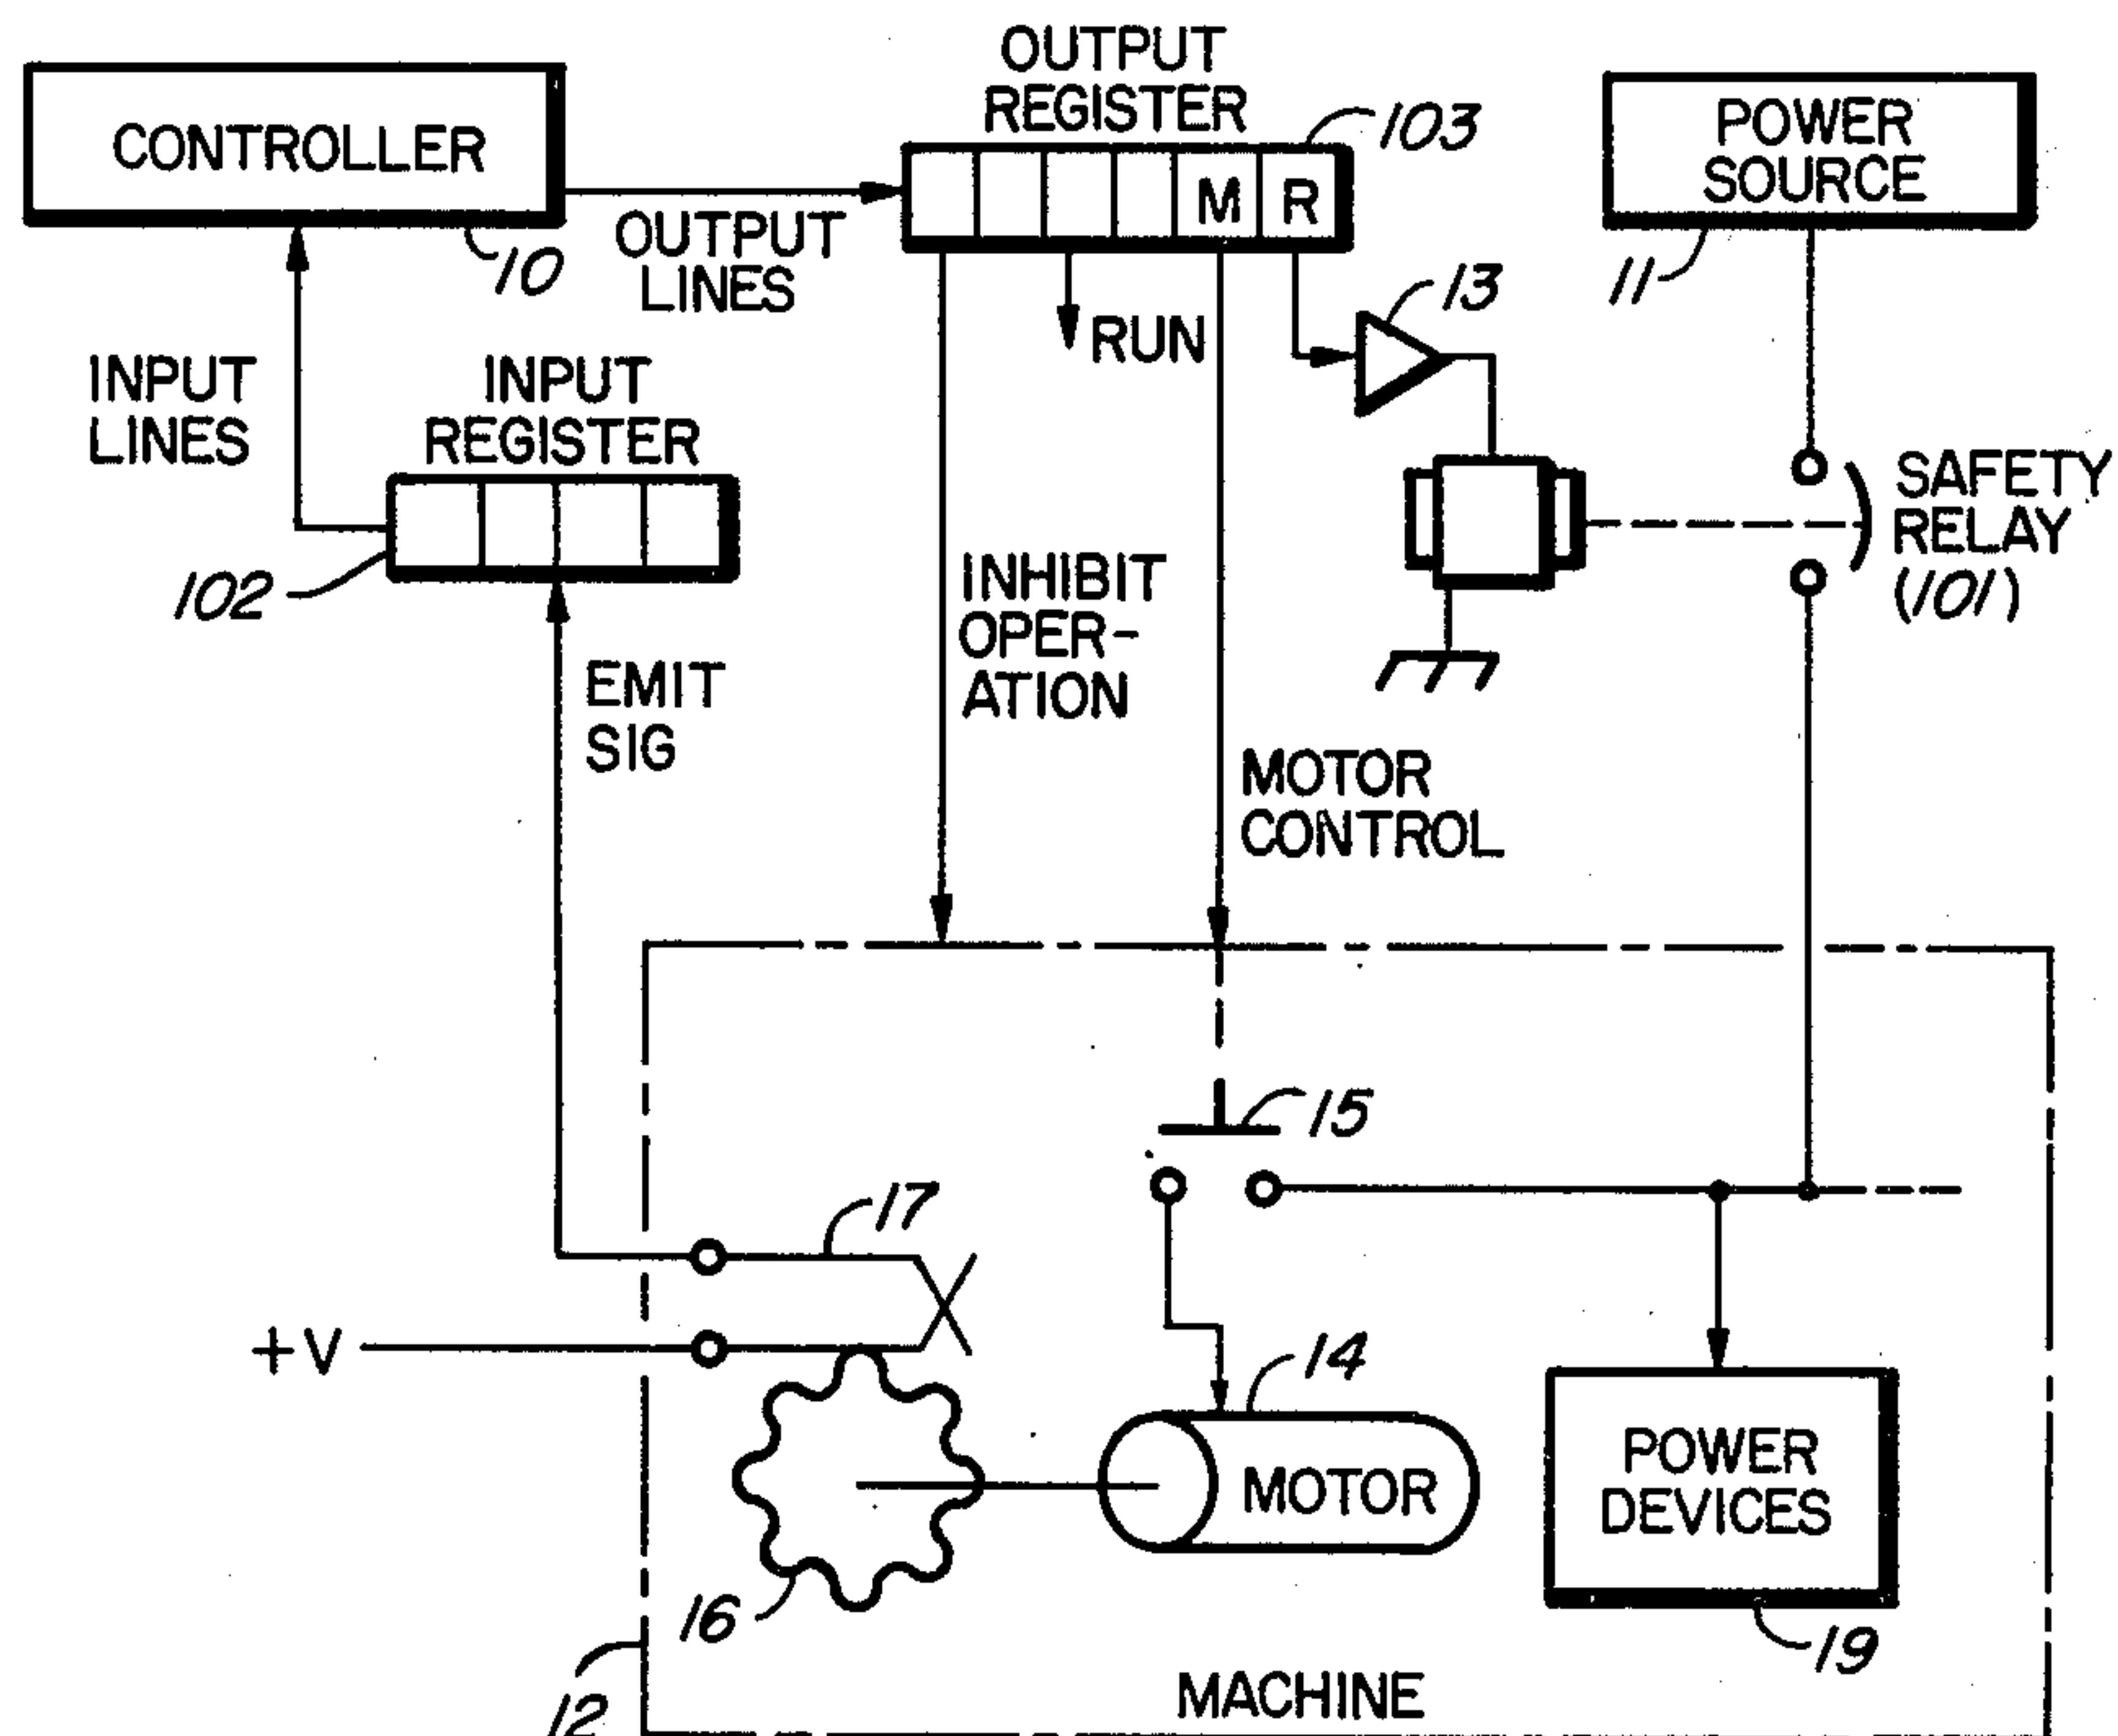 CONTROLLER
10
OUTPUT
LINES
OUTPUT
REGISTER
103
M R
POWER
SOURCE
11
RUN
13
INPUT
LINES
INPUT
REGISTER
102
SAFETY
RELAY
(101)
INHIBIT
OPER-
ATION
EMIT
SIG
MOTOR
CONTROL
15
17
+V
14
MOTOR
POWER
DEVICES
16
19
12
MACHINE